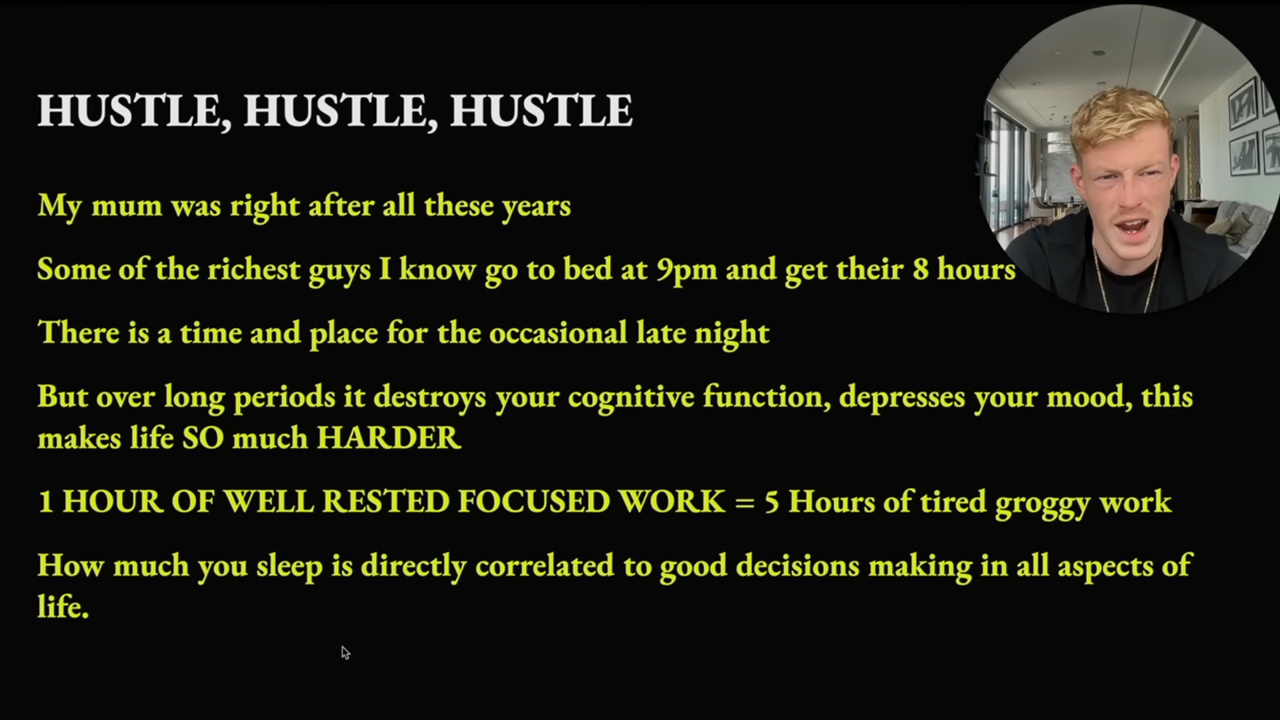 HUSTLE, HUSTLE, HUSTLE
My mum was right after all these years
Some of the richest guys I know go to bed at 9pm and get their 8 hours
There is a time and place for the occasional late night
But over long periods it destroys your cognitive function, depresses your mood, this
makes life SO much HARDER
1 HOUR OF WELL RESTED FOCUSED WORK = 5 Hours of tired groggy work
How much you sleep is directly correlated to good decisions making in all aspects of
life.